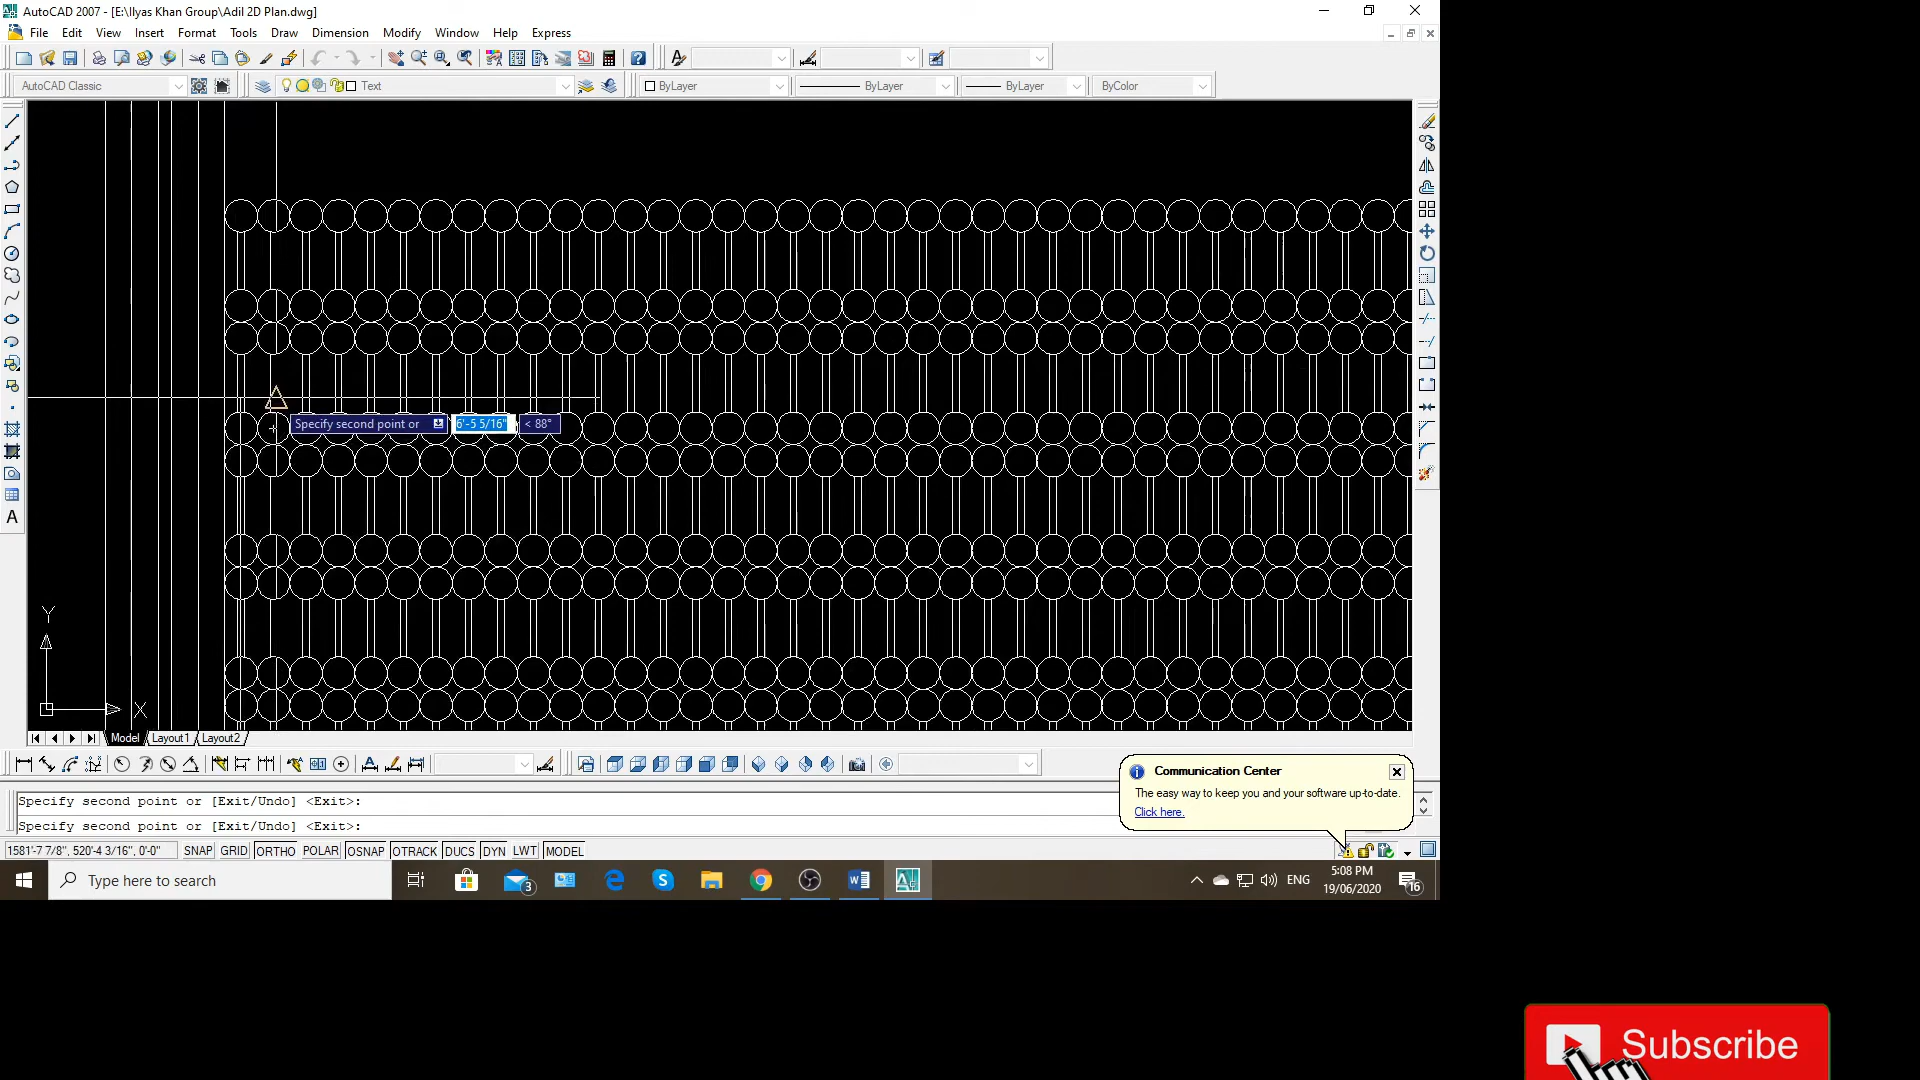 AutoCAD 2007 - [E:\Ilyas Khan Group\Adil 2D Plan.dwg]
File Edit View Insert Format Tools Draw Dimension Modify Window Help Express
AutoCAD Classic Text ByLayer ByLayer ByLayer ByColor
A
Specify second point or 6'-5 5/16" < 88°
Y
X
Model Layout1 Layout2
Communication Center
The easy way to keep you and your software up-to-date.
Click here.
Specify second point or [Exit/Undo] <Exit>:
Specify second point or [Exit/Undo] <Exit>:
1581'-7 7/8", 520'-4 3/16", 0'-0" SNAP GRID ORTHO POLAR OSNAP OTRACK DUCS DYN LWT MODEL
Type here to search 3 ENG 5:08 PM 16
19/06/2020
Subscribe